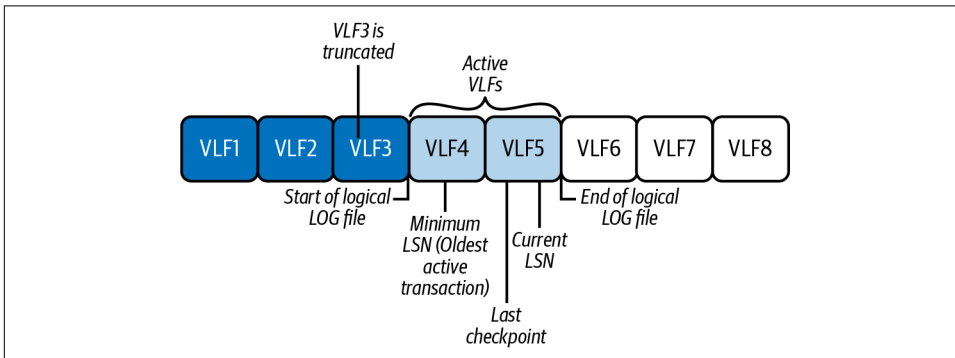 VLF3 is
truncated
Active
VLFs
VLF1 VLF2 VLF3 VLF4 VLF5 VLF6 VLF7 VLF8
Start of logical
LOG file
End of logical
LOG file
Minimum
LSN (Oldest
active
transaction)
Current
LSN
Last
checkpoint